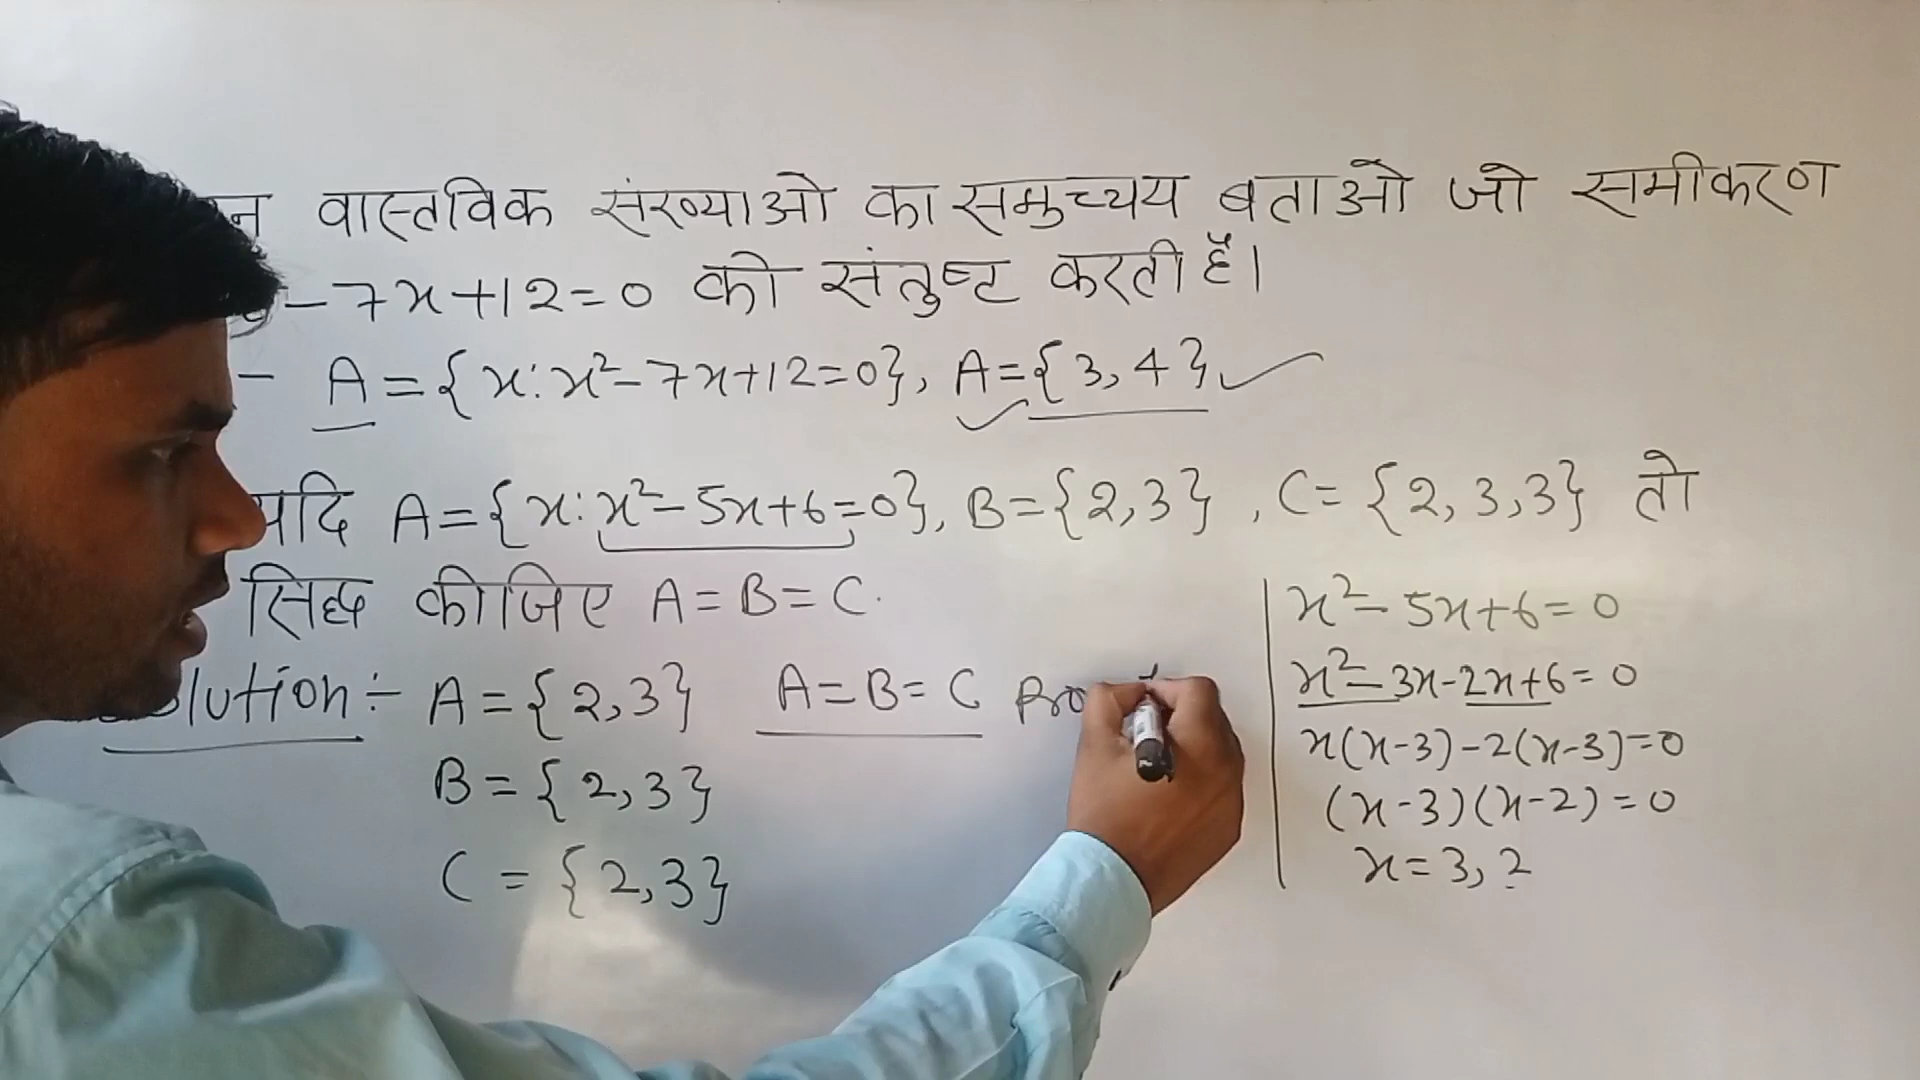 वास्तविक संख्याओ का समुच्चय बताओ जो समीकरण
- 7x + 12 = 0 को संतुष्ट करती हैं।
- A = {x : x² - 7x + 12 = 0}, A = {3, 4}
यदि A = {x : x² - 5x + 6 = 0}, B = {2, 3}, C = {2, 3, 3} तो
सिद्ध कीजिए A = B = C.
Solution :- A = {2, 3} A = B = C
B = {2, 3}
C = {2, 3}
x² - 5x + 6 = 0
x² - 3x - 2x + 6 = 0
x(x - 3) - 2(x - 3) = 0
(x - 3)(x - 2) = 0
x = 3, 2